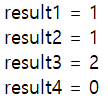 result1 = 1
result2 = 1
result3 = 2
result4 = 0